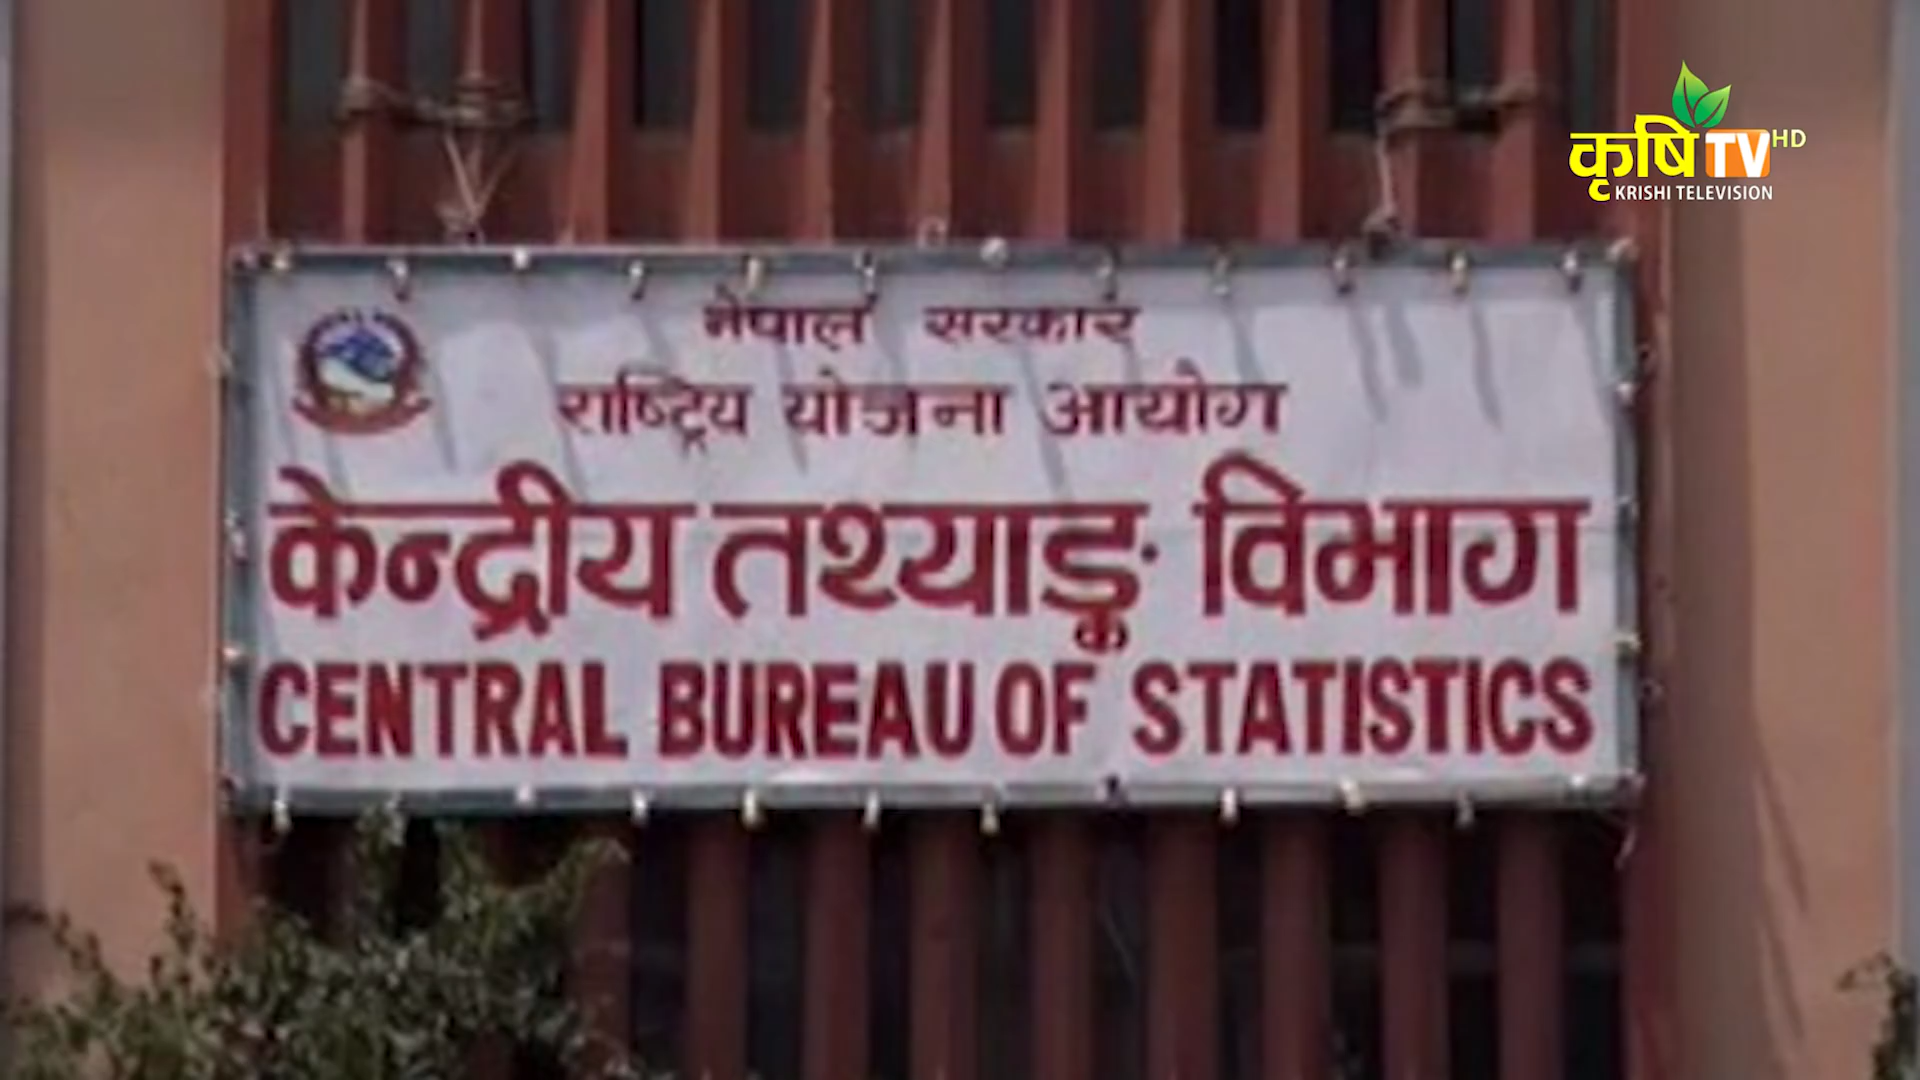 कृषि TV HD
KRISHI TELEVISION
नेपाल सरकार
राष्ट्रिय योजना आयोग
केन्द्रीय तथ्याङ्क विभाग
CENTRAL BUREAU OF STATISTICS